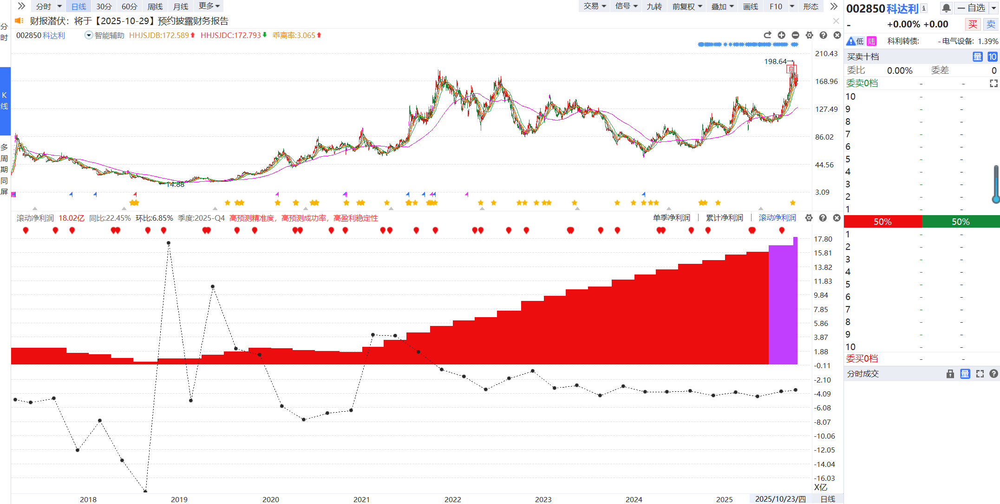 分时 日线 30分 60分 周线 月线 更多 交易 信号 九转 前复权 叠加 画线 F10 形态
财报潜伏：将于【2025-10-29】预约披露财务报告
002850 科达利 智能辅助 HHJSJDB:172.589 HHJSJDC:172.793 乖离率:3.065
分时
K线
多周期同屏
210.43
198.64→
自
168.96
127.49
86.02
44.56
14.88
3.09
滚动净利润 18.02亿 同比:22.45% 环比:6.85% 季度:2025-Q4 高预测精准度，高预测成功率，高盈利稳定性 单季净利润 累计净利润 滚动净利润
17.80
15.81
13.82
11.83
9.84
7.85
5.86
3.87
1.88
-0.11
-2.10
-4.09
-6.08
-8.07
-10.06
-12.05
-14.04
-16.03
X亿
2018 2019 2020 2021 2022 2023 2024 2025 2025/10/23/四 日线
002850 科达利 自选
- +0.00% +0.00 买 卖
低 陆 科利转债: - 电气设备: 1.39%
买卖十档 量 10
委比 0.00% 委差 0
委卖0档 - -
10 - -
9 - -
8 - -
7 - -
6 - -
5 - -
4 - -
3 - -
2 - -
1 - -
50% 50%
1 - -
2 - -
3 - -
4 - -
5 - -
6 - -
7 - -
8 - -
9 - -
10 - -
委买0档 - -
分时成交 量